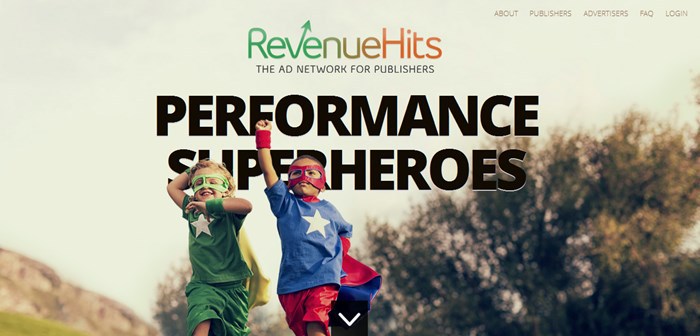 ABOUT PUBLISHERS ADVERTISERS FAQ LOGIN
RevenueHits
THE AD NETWORK FOR PUBLISHERS
PERFORMANCE
SUPERHEROES